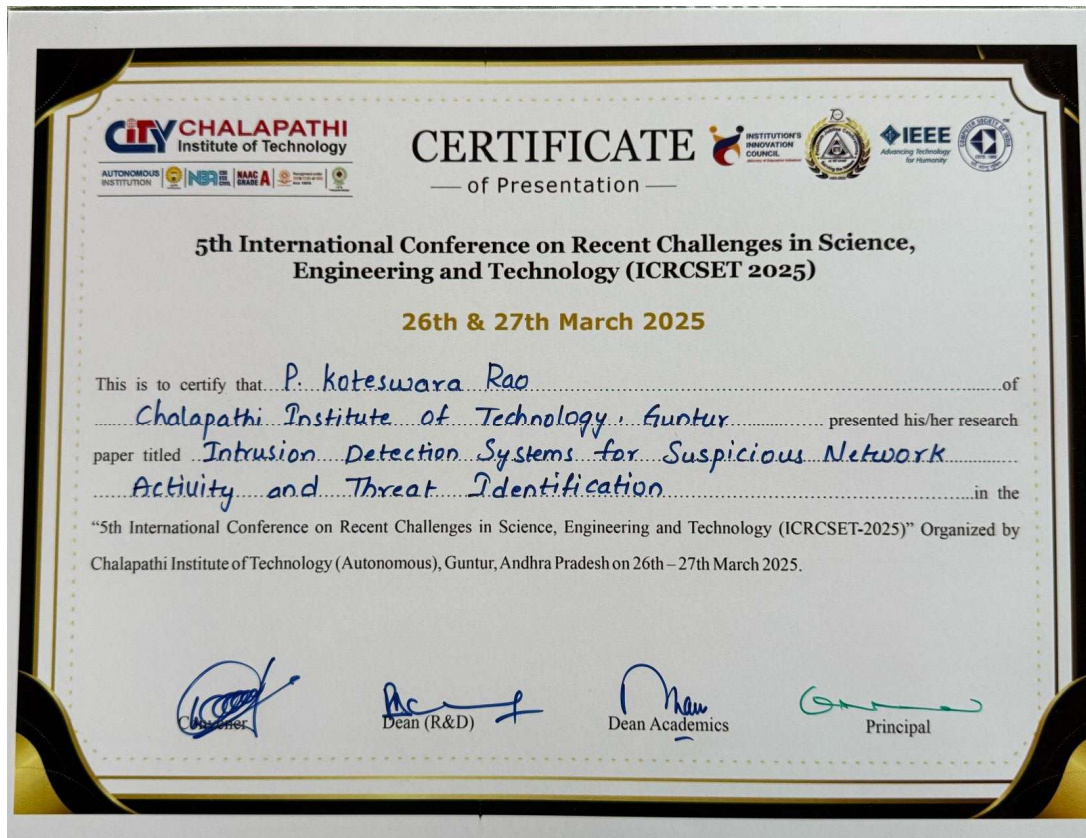 CITY CHALAPATHI
Institute of Technology
AUTONOMOUS
INSTITUTION
NBA
NAAC
GRADE A
CERTIFICATE
of Presentation
INSTITUTION'S
INNOVATION
COUNCIL
IEEE
Advancing Technology
for Humanity
COMPUTER SOCIETY OF INDIA
5th International Conference on Recent Challenges in Science,
Engineering and Technology (ICRCSET 2025)
26th & 27th March 2025
This is to certify that P. Koteswara Rao of
Chalapathi Institute of Technology, Guntur presented his/her research
paper titled Intrusion Detection Systems for Suspicious Network
Activity and Threat Identification in the
“5th International Conference on Recent Challenges in Science, Engineering and Technology (ICRCSET-2025)” Organized by
Chalapathi Institute of Technology (Autonomous), Guntur, Andhra Pradesh on 26th – 27th March 2025.
Convener
Dean (R&D)
Dean Academics
Principal